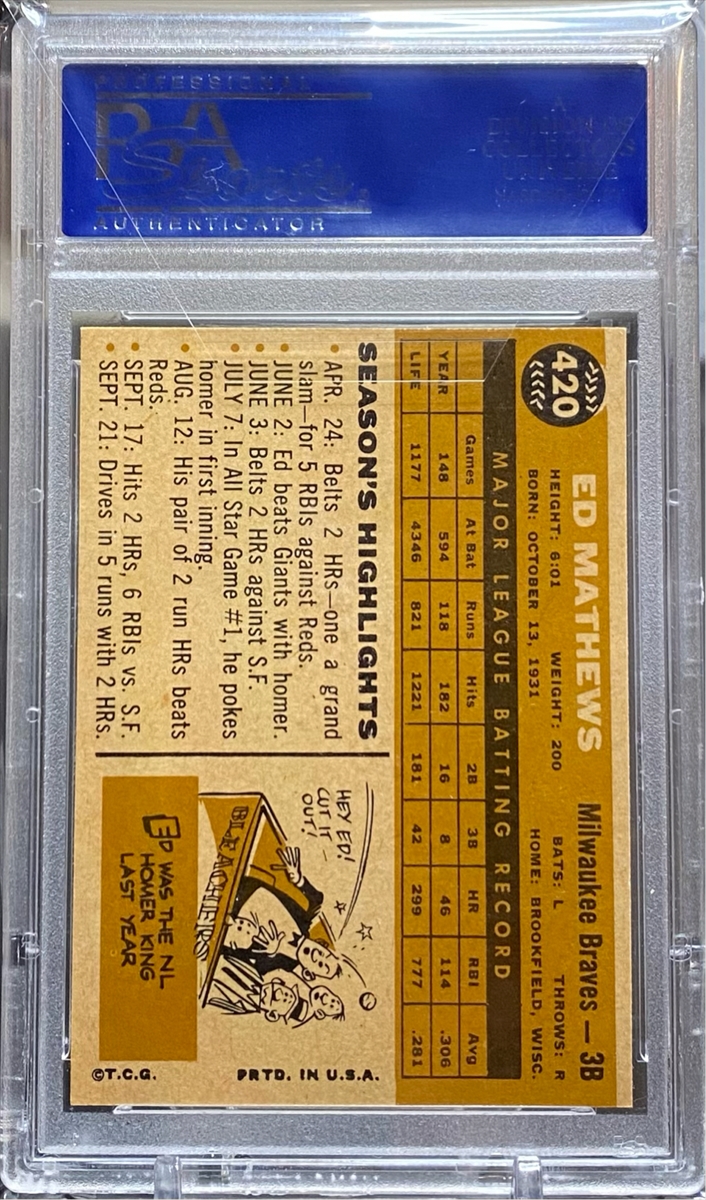 PROFESSIONAL
PSA
AUTHENTICATOR
A
DIVISION OF
COLLECTORS
UNIVERSE
420
ED MATHEWS Milwaukee Braves — 3B
HEIGHT: 6:01 WEIGHT: 200 BATS: L THROWS: R
BORN: OCTOBER 13, 1931 HOME: BROOKFIELD, WISC.
MAJOR LEAGUE BATTING RECORD
Games At Bat Runs Hits 2B 3B HR RBI Avg
YEAR 148 594 118 182 16 8 46 114 .306
LIFE 1177 4346 821 1221 181 42 299 777 .281
SEASON'S HIGHLIGHTS
• APR. 24: Belts 2 HRs—one a grand
slam—for 5 RBIs against Reds.
• JUNE 2: Ed beats Giants with homer.
• JUNE 3: Belts 2 HRs against S.F.
• JULY 7: In All Star Game #1, he pokes
homer in first inning.
• AUG. 12: His pair of 2 run HRs beats
Reds.
• SEPT. 17: Hits 2 HRs, 6 RBIs vs. S.F.
• SEPT. 21: Drives in 5 runs with 2 HRs.
HEY ED!
CUT IT —
OUT!
BLEACHERS
ED WAS THE NL
HOMER KING
LAST YEAR
PRTD. IN U.S.A.
©T.C.G.